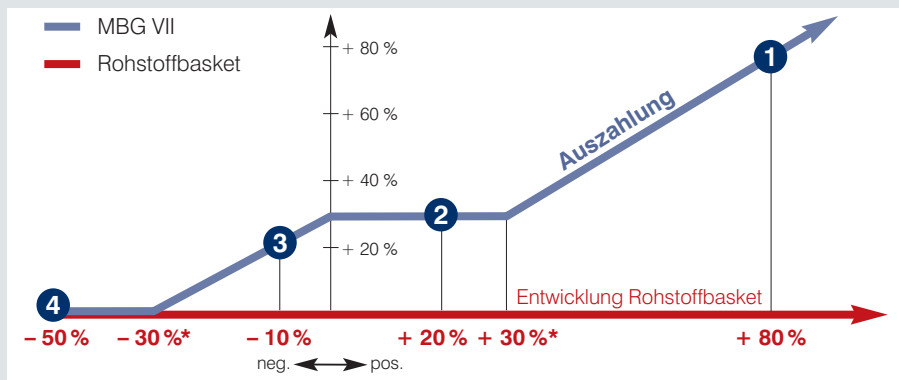 MBG VII
Rohstoffbasket
+ 80 %
+ 60 %
+ 40 %
+ 20 %
1
Auszahlung
2
3
4
Entwicklung Rohstoffbasket
– 50 % – 30 %* – 10 % + 20 % + 30 %* + 80 %
neg. pos.